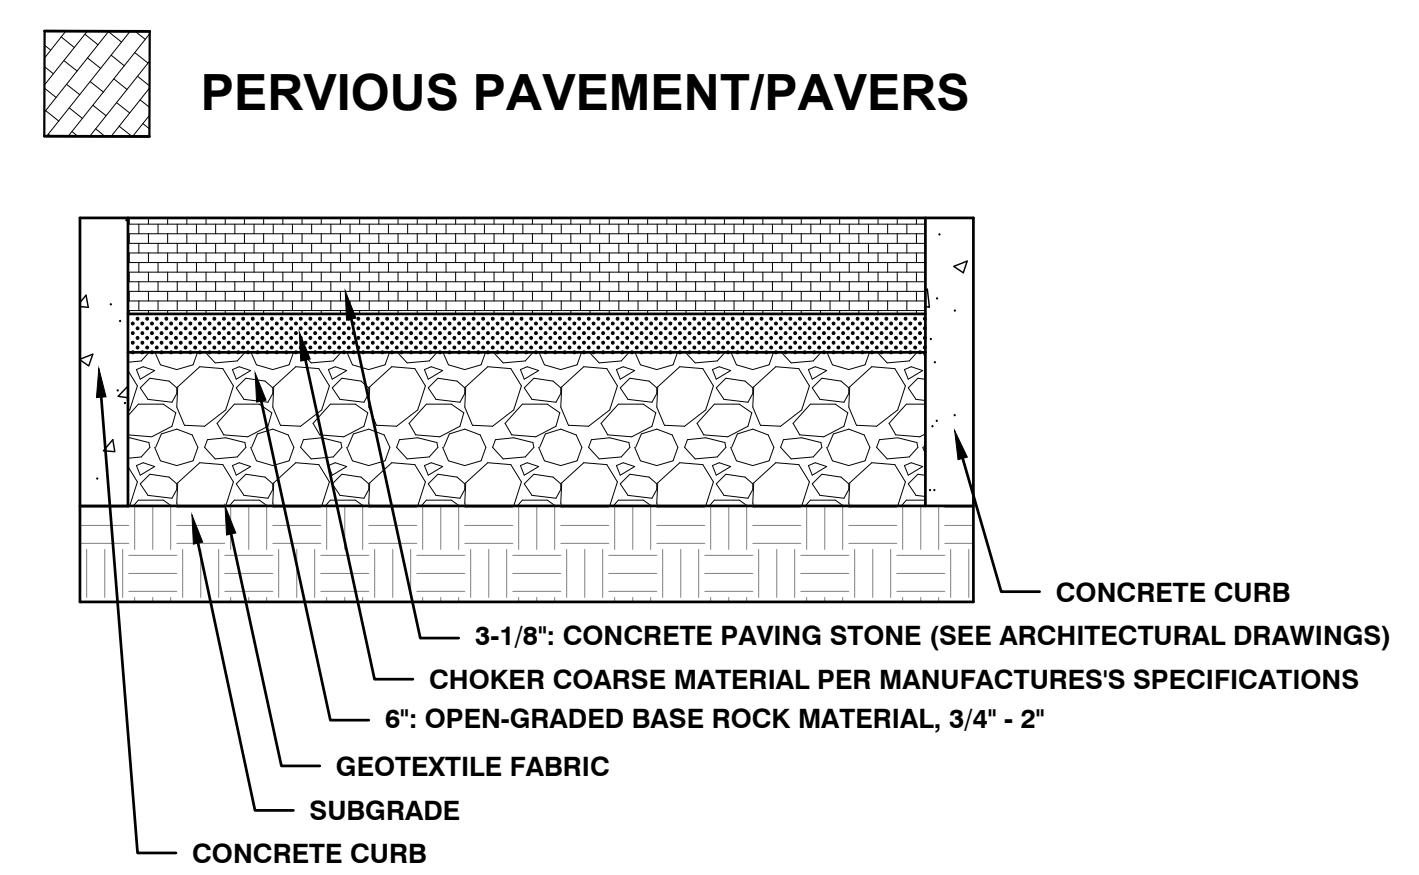 PERVIOUS PAVEMENT/PAVERS
CONCRETE CURB
3-1/8": CONCRETE PAVING STONE (SEE ARCHITECTURAL DRAWINGS)
CHOKER COARSE MATERIAL PER MANUFACTURES'S SPECIFICATIONS
6": OPEN-GRADED BASE ROCK MATERIAL, 3/4" - 2"
GEOTEXTILE FABRIC
SUBGRADE
CONCRETE CURB